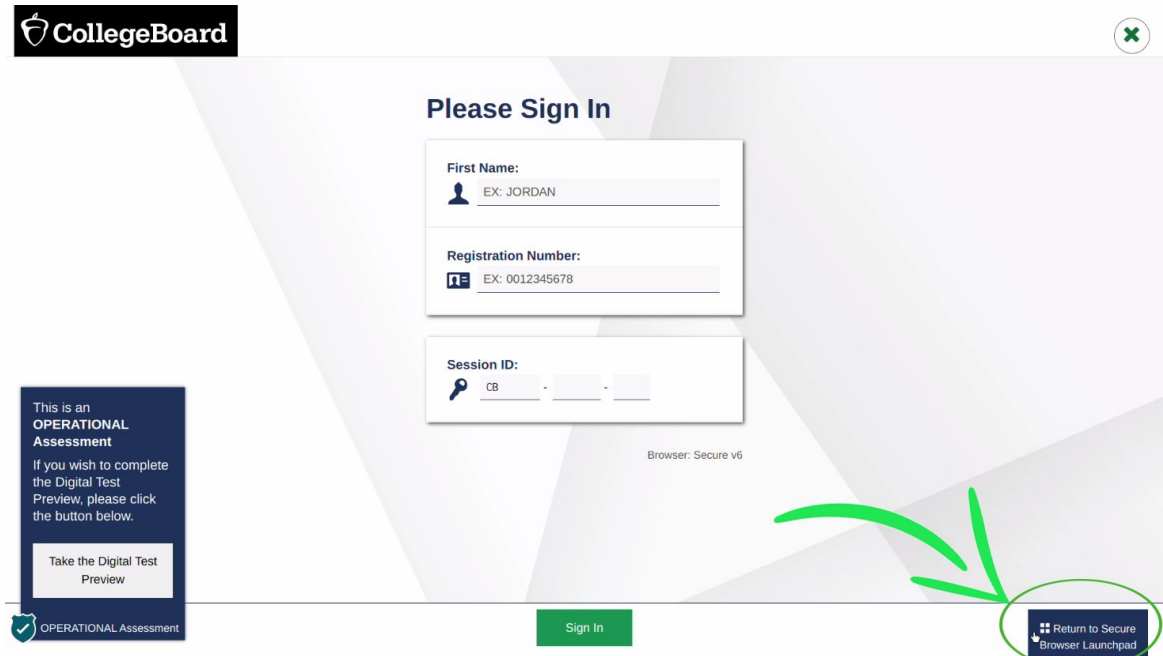 CollegeBoard
Please Sign In
First Name:
EX: JORDAN
Registration Number:
EX: 0012345678
Session ID:
CB - -
Browser: Secure v6
This is an
OPERATIONAL
Assessment
If you wish to complete
the Digital Test
Preview, please click
the button below.
Take the Digital Test
Preview
OPERATIONAL Assessment
Sign In
Return to Secure
Browser Launchpad